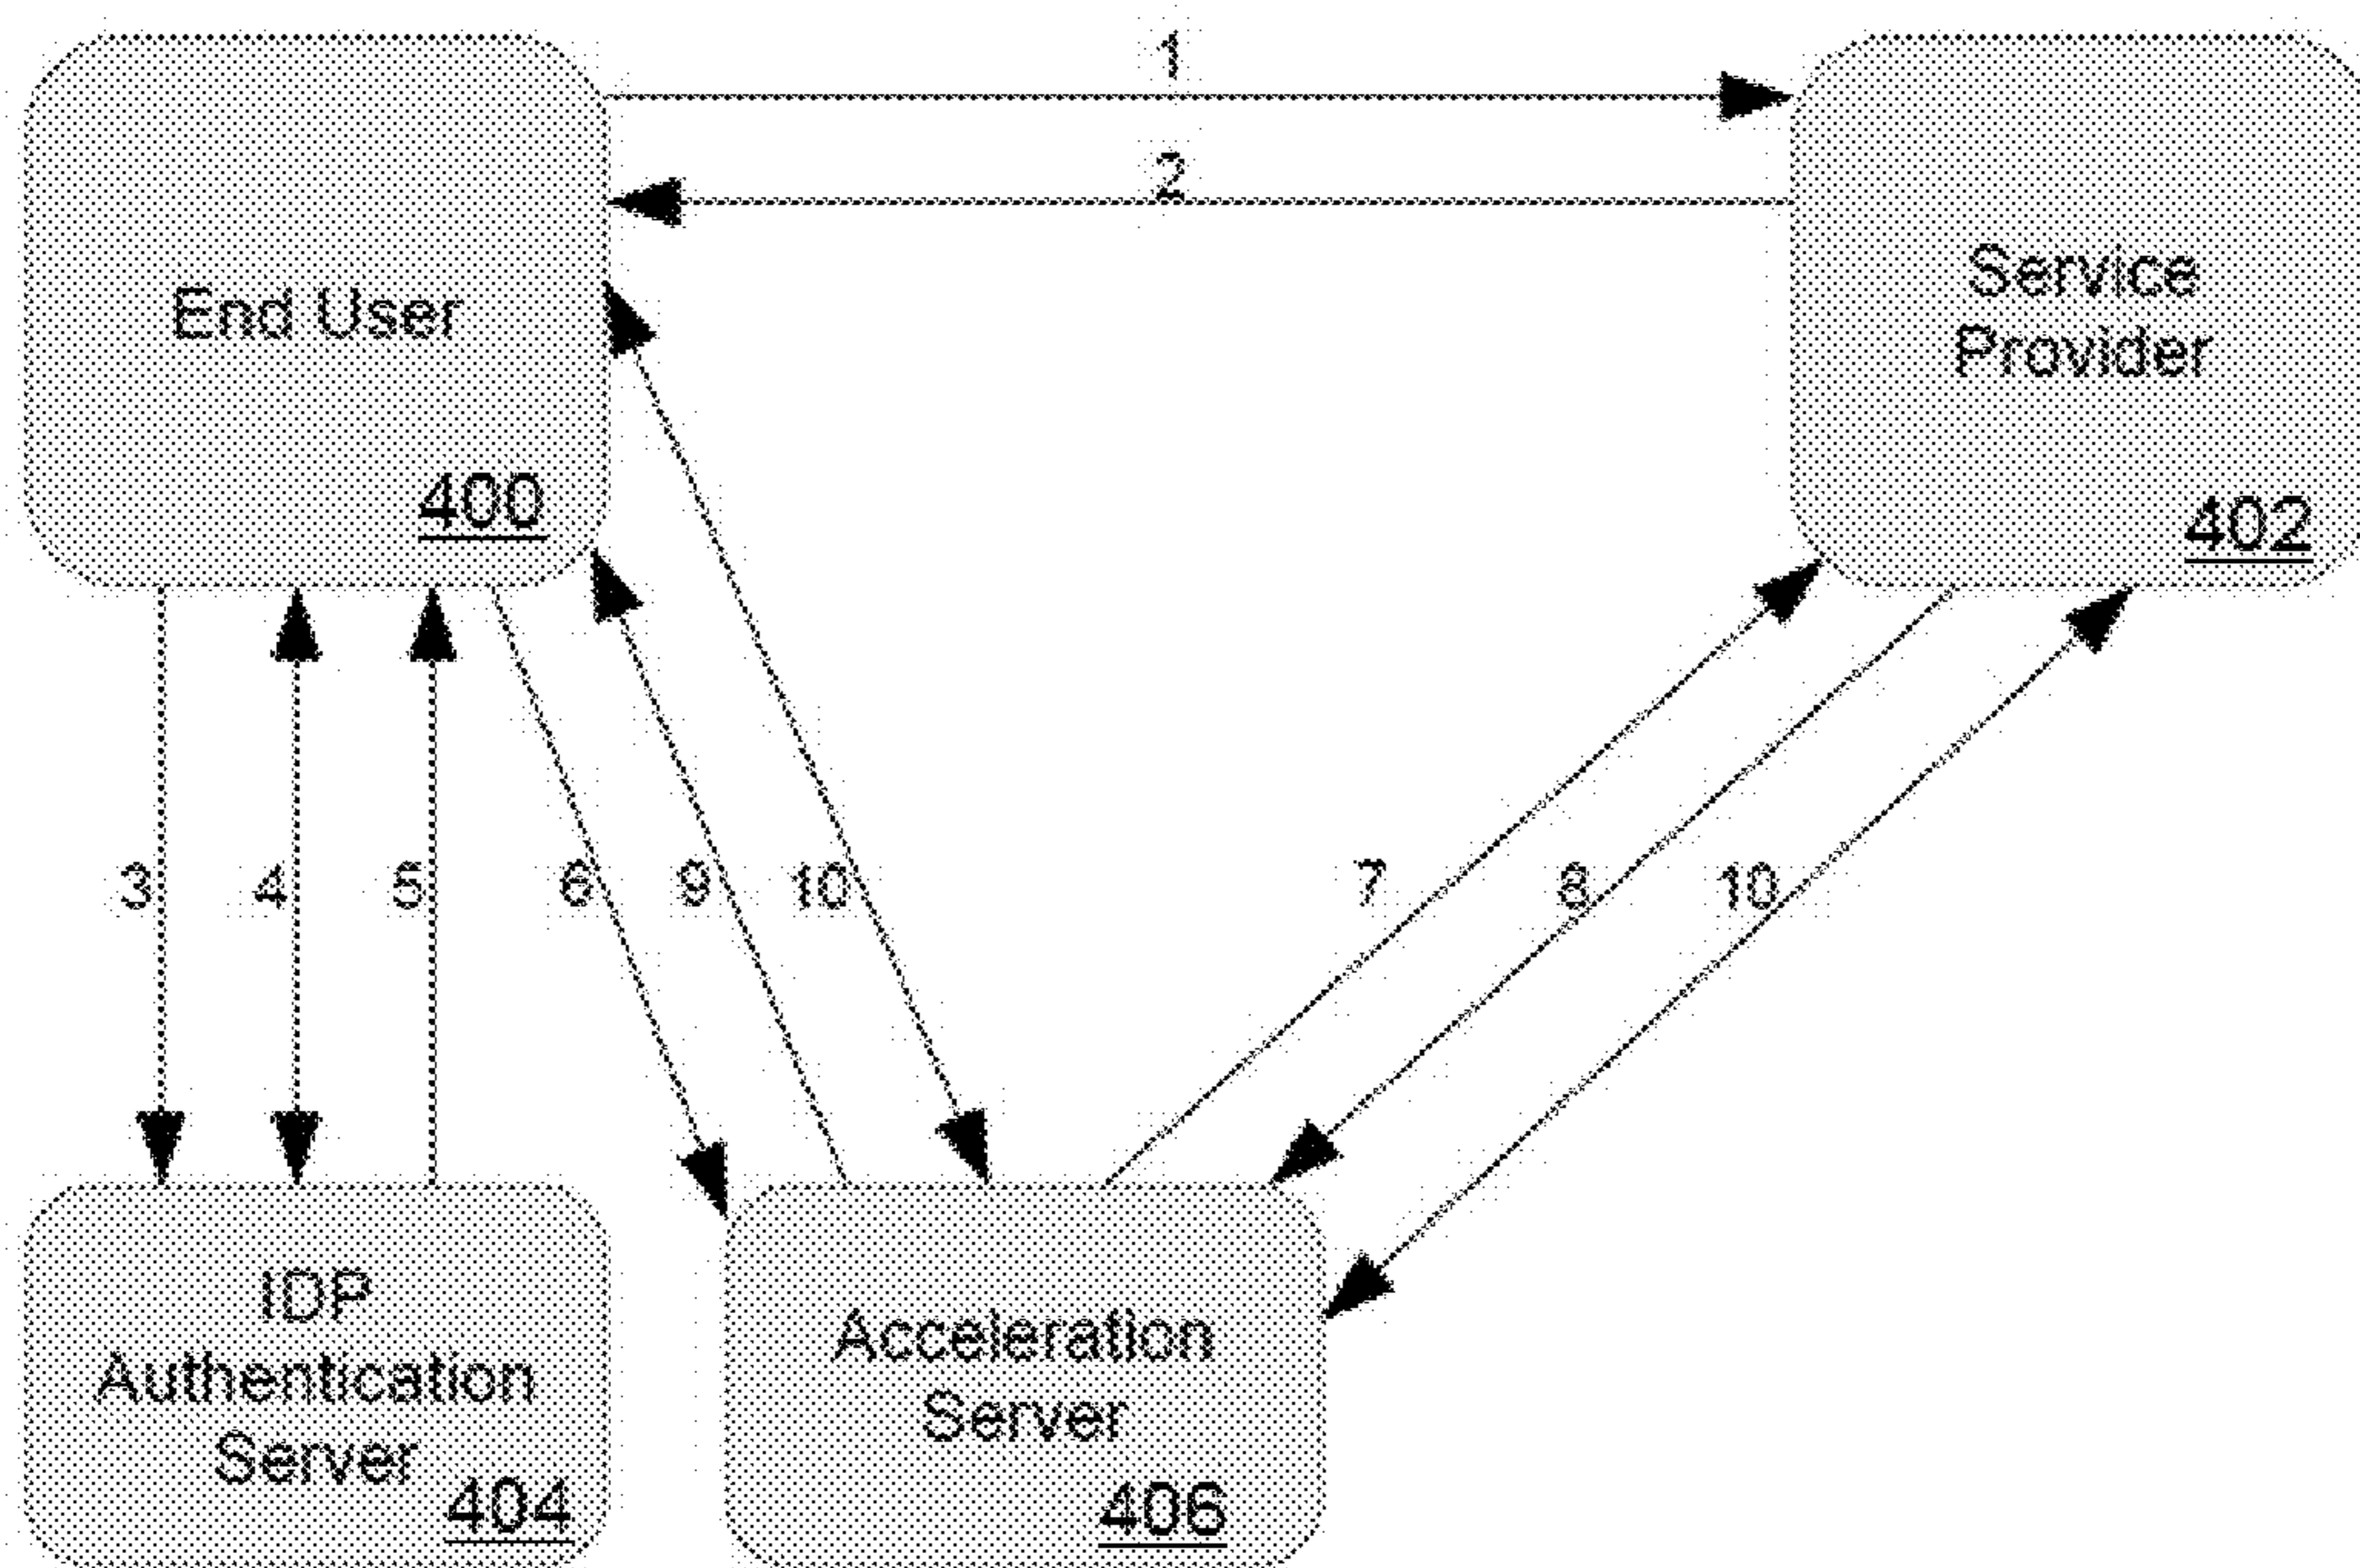 1
2
End User
400
Service
Provider
402
3
4
5
6
9
10
7
8
10
IDP
Authentication
Server
404
Acceleration
Server
406